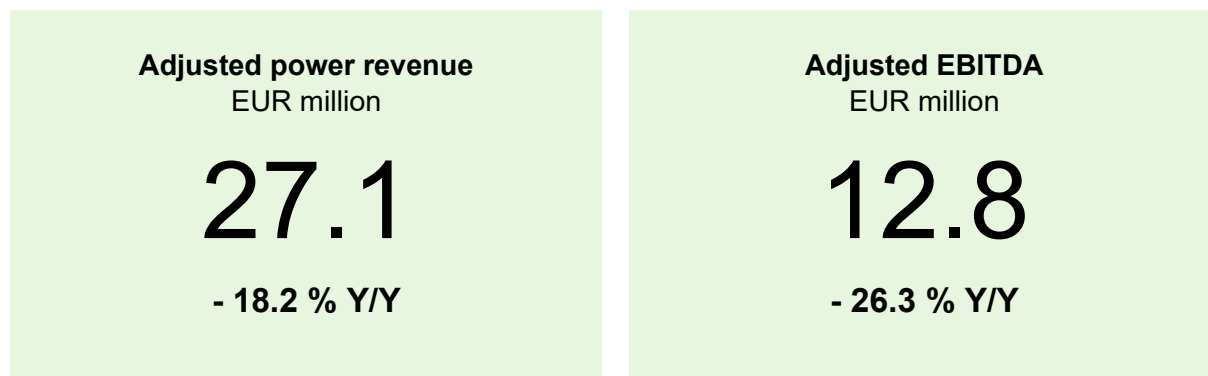 Adjusted power revenue
EUR million
27.1
- 18.2 % Y/Y
Adjusted EBITDA
EUR million
12.8
- 26.3 % Y/Y